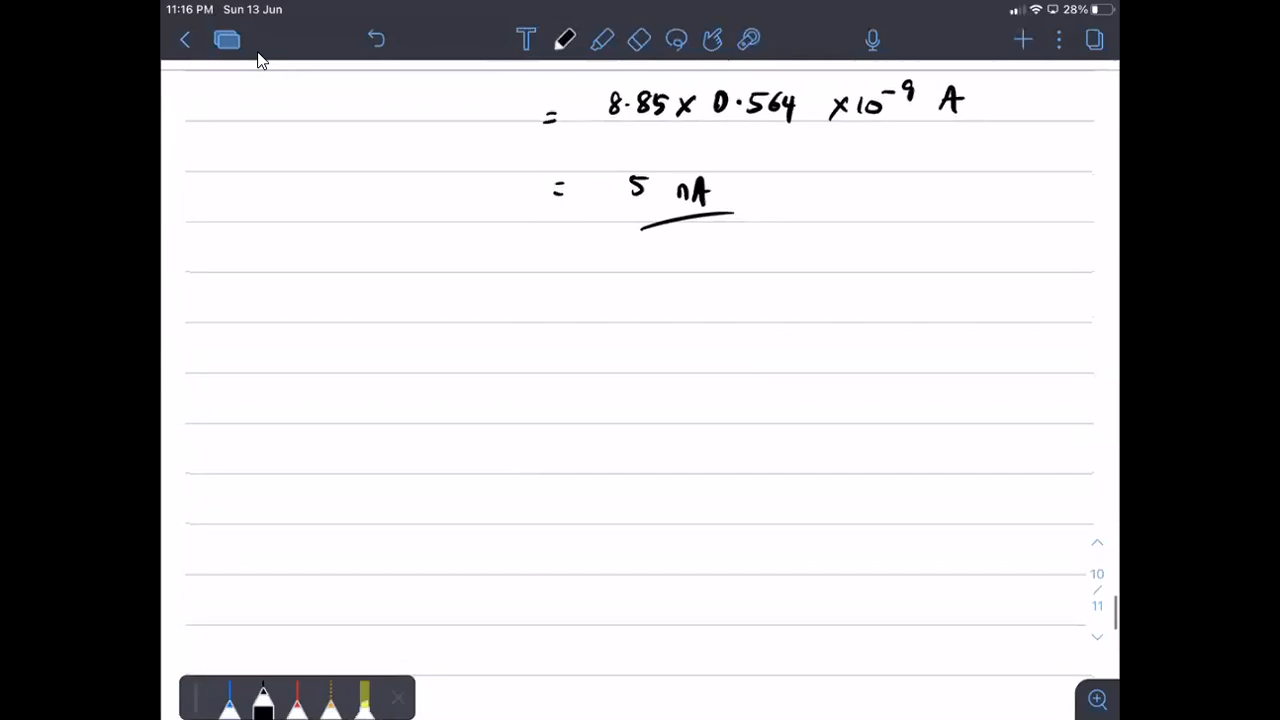 11:16 PM Sun 13 Jun
28%
T
= 8.85 × 0.564 × 10⁻⁹ A
= 5 nA
10
/
11